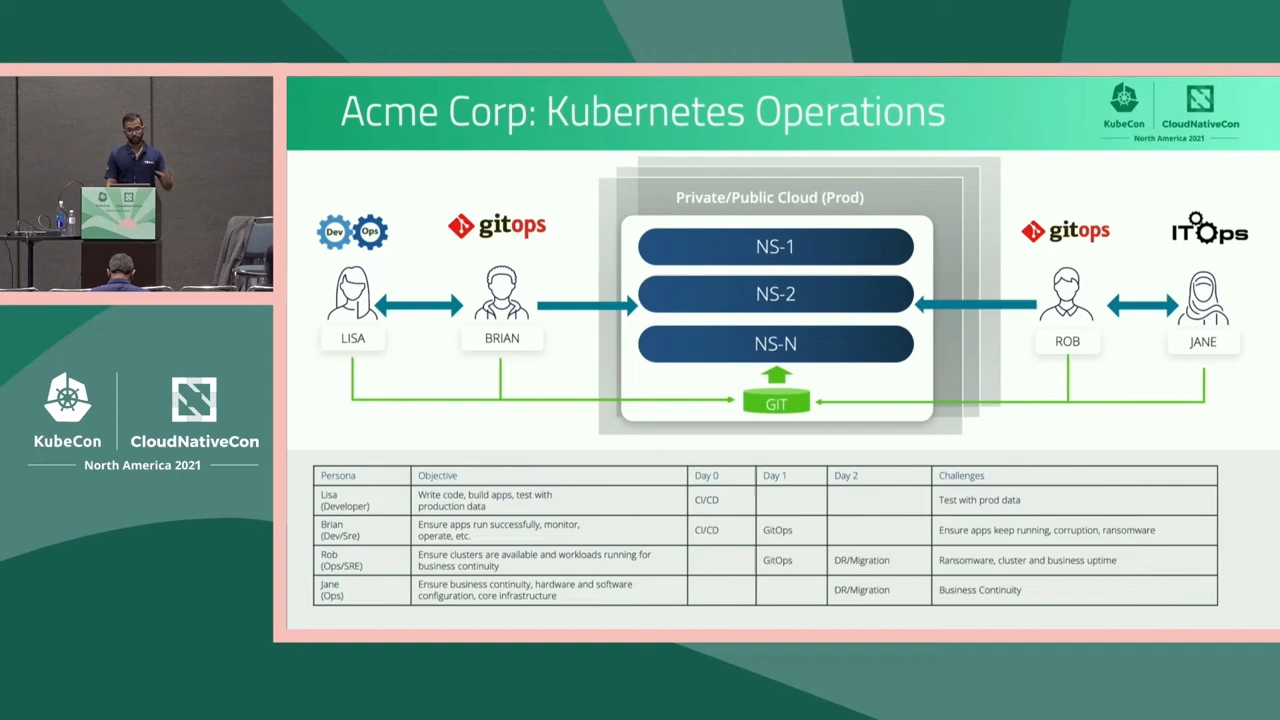 Acme Corp: Kubernetes Operations
KubeCon
CloudNativeCon
North America 2021
Private/Public Cloud (Prod)
Dev
Ops
gitops
gitops
ITOps
NS-1
NS-2
NS-N
LISA
BRIAN
ROB
JANE
GIT
KubeCon
CloudNativeCon
North America 2021
Persona Objective Day 0 Day 1 Day 2 Challenges
Lisa
(Developer)
Write code, build apps, test with
production data
CI/CD
Test with prod data
Brian
(Dev/Sre)
Ensure apps run successfully, monitor,
operate, etc.
CI/CD
GitOps
Ensure apps keep running, corruption, ransomware
Rob
(Ops/SRE)
Ensure clusters are available and workloads running for
business continuity
GitOps
DR/Migration
Ransomware, cluster and business uptime
Jane
(Ops)
Ensure business continuity, hardware and software
configuration, core infrastructure
DR/Migration
Business Continuity